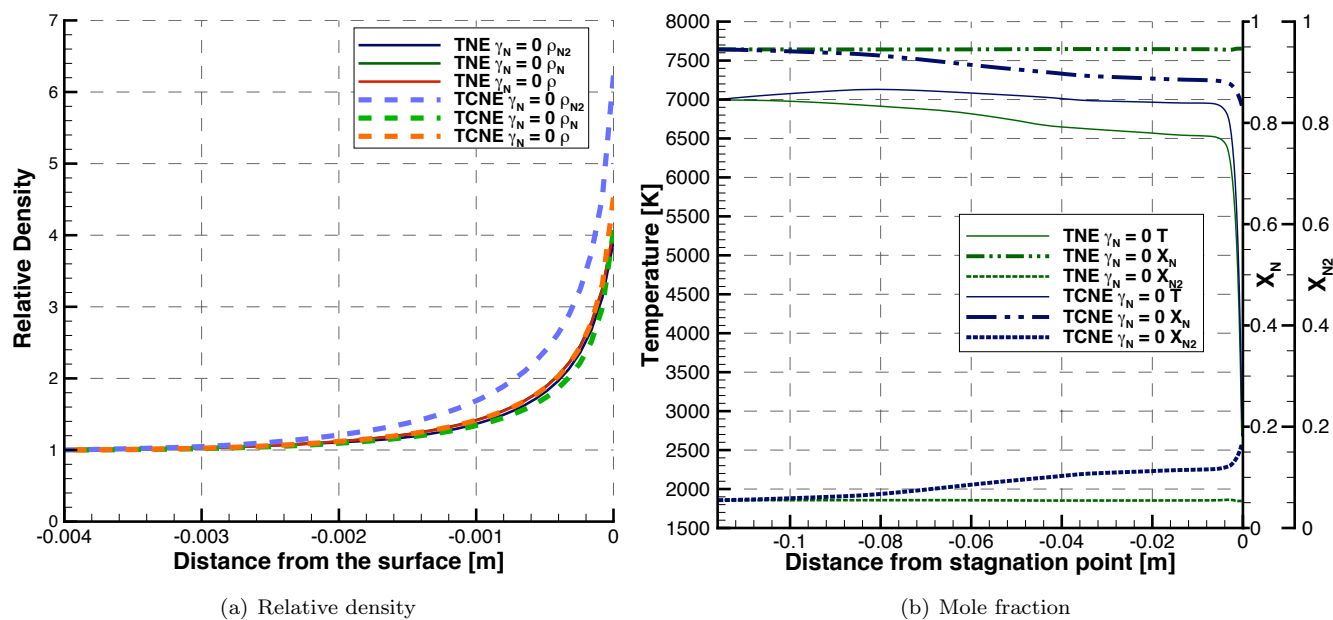 7
6
5
4
3
2
1
0
Relative Density
TNE γN = 0 ρN2
TNE γN = 0 ρN
TNE γN = 0 ρ
TCNE γN = 0 ρN2
TCNE γN = 0 ρN
TCNE γN = 0 ρ
-0.004 -0.003 -0.002 -0.001 0
Distance from the surface [m]
(a) Relative density
8000
7500
7000
6500
6000
5500
5000
4500
4000
3500
3000
2500
2000
1500
Temperature [K]
TNE γN = 0 T
TNE γN = 0 XN
TNE γN = 0 XN2
TCNE γN = 0 T
TCNE γN = 0 XN
TCNE γN = 0 XN2
-0.1 -0.08 -0.06 -0.04 -0.02 0
Distance from stagnation point [m]
1
0.8
0.6
0.4
0.2
0
XN
1
0.8
0.6
0.4
0.2
0
XN2
(b) Mole fraction